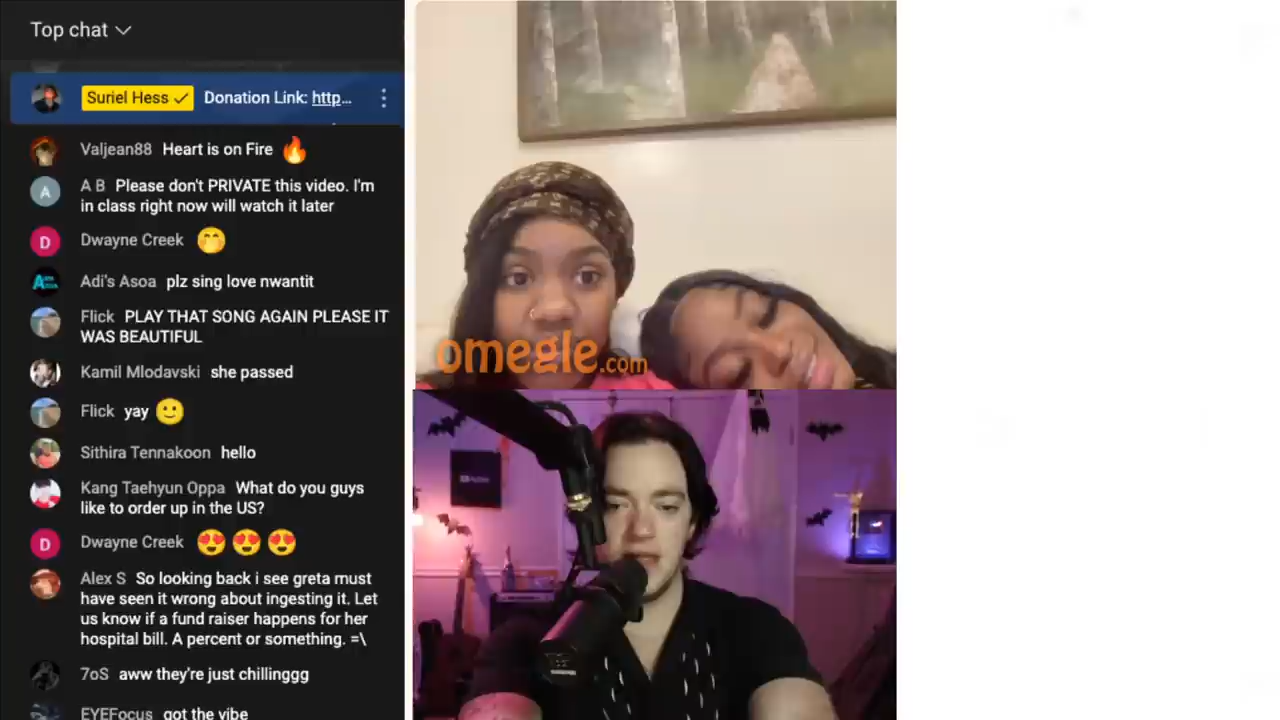 Top chat
Suriel Hess Donation Link: http...
Valjean88 Heart is on Fire
A
A B Please don't PRIVATE this video. I'm
in class right now will watch it later
D
Dwayne Creek
Adi's Asoa plz sing love nwantit
Flick PLAY THAT SONG AGAIN PLEASE IT
WAS BEAUTIFUL
Kamil Mlodavski she passed
Flick yay
Sithira Tennakoon hello
Kang Taehyun Oppa What do you guys
like to order up in the US?
D
Dwayne Creek
Alex S So looking back i see greta must
have seen it wrong about ingesting it. Let
us know if a fund raiser happens for her
hospital bill. A percent or something. =\
7oS aww they're just chillinggg
EYEFocus got the vibe
omegle.com